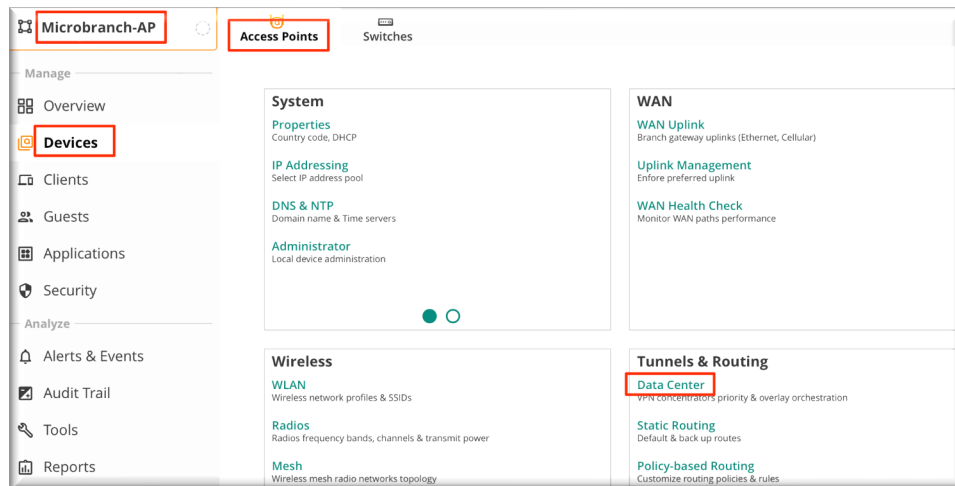 Microbranch-AP
Access Points
Switches
Manage
Overview
Devices
Clients
Guests
Applications
Security
Analyze
Alerts & Events
Audit Trail
Tools
Reports
System
Properties
Country code, DHCP
IP Addressing
Select IP address pool
DNS & NTP
Domain name & Time servers
Administrator
Local device administration
WAN
WAN Uplink
Branch gateway uplinks (Ethernet, Cellular)
Uplink Management
Enfore preferred uplink
WAN Health Check
Monitor WAN paths performance
Wireless
WLAN
Wireless network profiles & SSIDs
Radios
Radios frequency bands, channels & transmit power
Mesh
Wireless mesh radio networks topology
Tunnels & Routing
Data Center
VPN concentrators priority & overlay orchestration
Static Routing
Default & back up routes
Policy-based Routing
Customize routing policies & rules